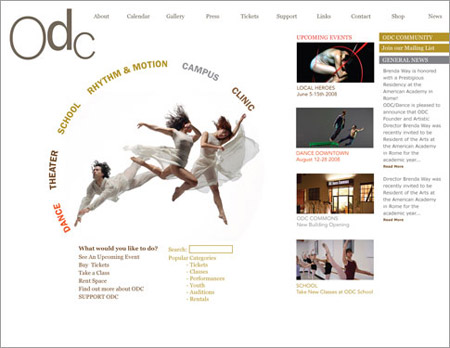 odc
About Calendar Gallery Press Tickets Support Links Contact Shop News
DANCE THEATER SCHOOL RHYTHM & MOTION CAMPUS CLINIC
What would you like to do?
See An Upcoming Event
Buy Tickets
Take a Class
Rent Space
Find out more about ODC
SUPPORT ODC
Search:
Popular Categories
- Tickets
- Classes
- Performances
- Youth
- Auditions
- Rentals
UPCOMING EVENTS
LOCAL HEROES
June 5-15th 2008
DANCE DOWNTOWN
August 12-28 2008
ODC COMMONS
New Building Opening
SCHOOL
Take New Classes at ODC School
ODC COMMUNITY
Join our Mailing List
GENERAL NEWS
Brenda Way is honored
with a Prestigious
Residency at the
American Academy in
Rome!
ODC/Dance is pleased to
announce that ODC
Founder and Artistic
Director Brenda Way was
recently invited to be
Resident of the Arts at
the American Academy
in Rome for the
academic year...
Read More
Director Brenda Way was
recently invited to be
Resident of the Arts at
the American Academy
in Rome for the
academic year...
Read More